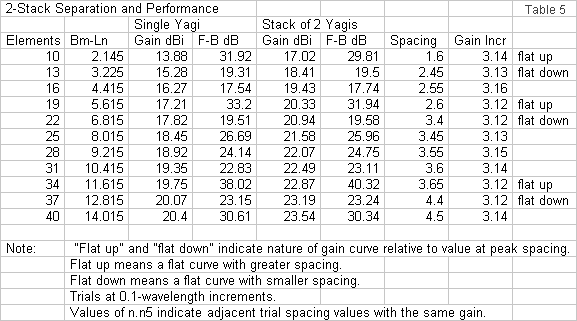 2-Stack Separation and Performance Table 5
Single Yagi Stack of 2 Yagis
Elements Bm-Ln Gain dBi F-B dB Gain dBi F-B dB Spacing Gain Incr
10 2.145 13.88 31.92 17.02 29.81 1.6 3.14 flat up
13 3.225 15.28 19.31 18.41 19.5 2.45 3.13 flat down
16 4.415 16.27 17.54 19.43 17.74 2.55 3.16
19 5.615 17.21 33.2 20.33 31.94 2.6 3.12 flat up
22 6.815 17.82 19.51 20.94 19.58 3.4 3.12 flat down
25 8.015 18.45 26.69 21.58 25.96 3.45 3.13
28 9.215 18.92 24.14 22.07 24.75 3.55 3.15
31 10.415 19.35 22.83 22.49 23.11 3.6 3.14
34 11.615 19.75 38.02 22.87 40.32 3.65 3.12 flat up
37 12.815 20.07 23.15 23.19 23.24 4.4 3.12 flat down
40 14.015 20.4 30.61 23.54 30.34 4.5 3.14
Note: "Flat up" and "flat down" indicate nature of gain curve relative to value at peak spacing.
Flat up means a flat curve with greater spacing.
Flat down means a flat curve with smaller spacing.
Trials at 0.1-wavelength increments.
Values of n.n5 indicate adjacent trial spacing values with the same gain.